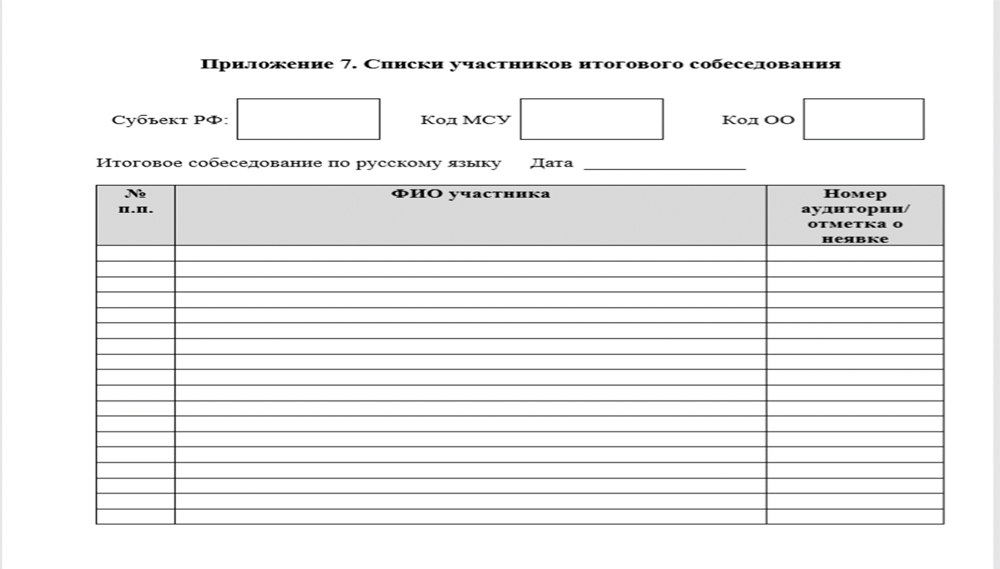 Приложение 7. Списки участников итогового собеседования
Субъект РФ: Код МСУ Код ОО
Итоговое собеседование по русскому языку Дата ____________________
№
п.п.
ФИО участника
Номер
аудитории/
отметка о
неявке